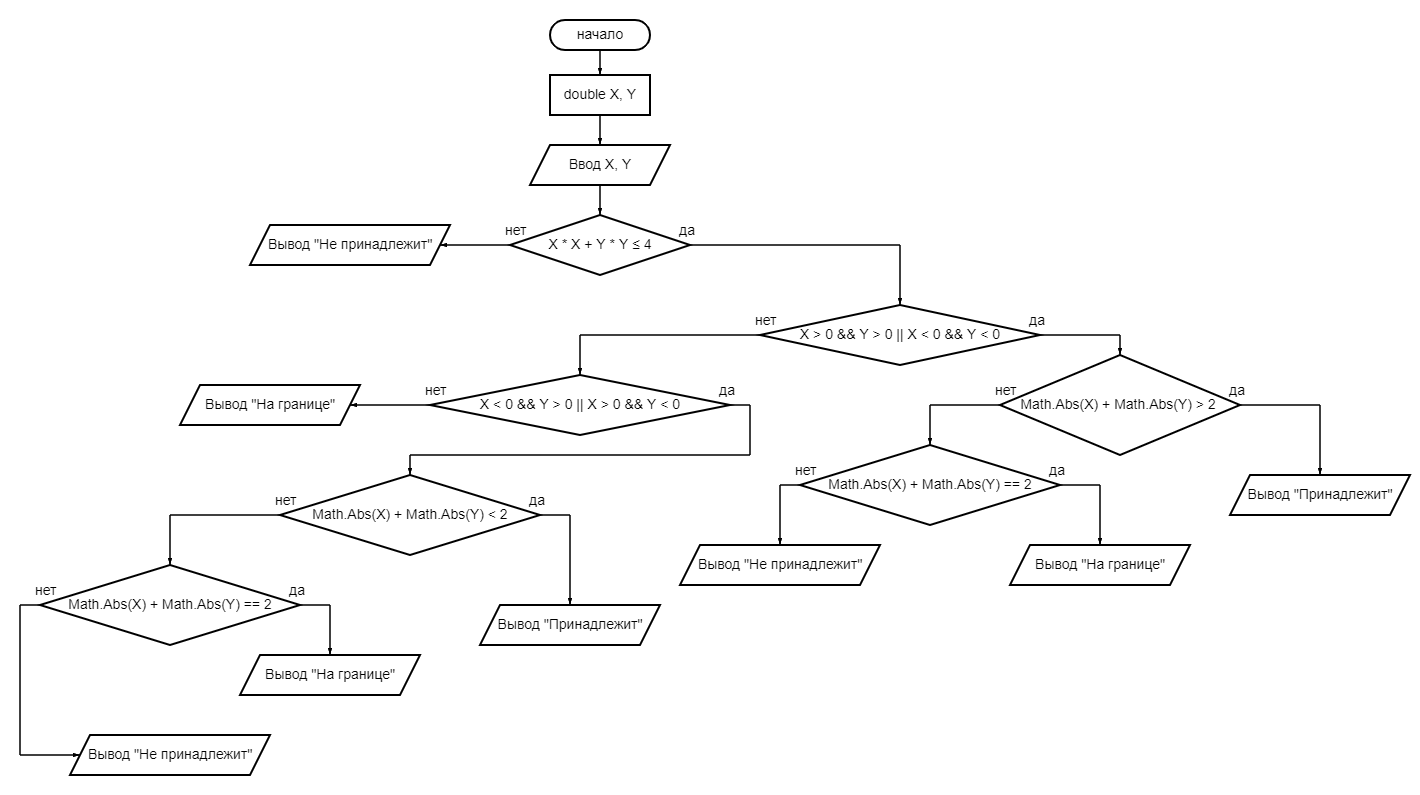 начало
double X, Y
Ввод X, Y
нет
да
X * X + Y * Y ≤ 4
Вывод "Не принадлежит"
нет
да
X > 0 && Y > 0 || X < 0 && Y < 0
нет
да
X < 0 && Y > 0 || X > 0 && Y < 0
Вывод "На границе"
нет
да
Math.Abs(X) + Math.Abs(Y) > 2
нет
да
Math.Abs(X) + Math.Abs(Y) == 2
Вывод "Принадлежит"
нет
да
Math.Abs(X) + Math.Abs(Y) < 2
Вывод "Не принадлежит"
Вывод "На границе"
нет
да
Math.Abs(X) + Math.Abs(Y) == 2
Вывод "Принадлежит"
Вывод "На границе"
Вывод "Не принадлежит"